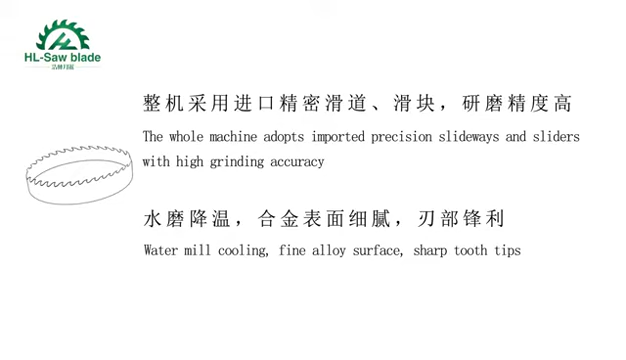 HL-Saw blade
整机采用进口精密滑道、滑块，研磨精度高
The whole machine adopts imported precision slideways and sliders
with high grinding accuracy
水磨降温，合金表面细腻，刃部锋利
Water mill cooling, fine alloy surface, sharp tooth tips